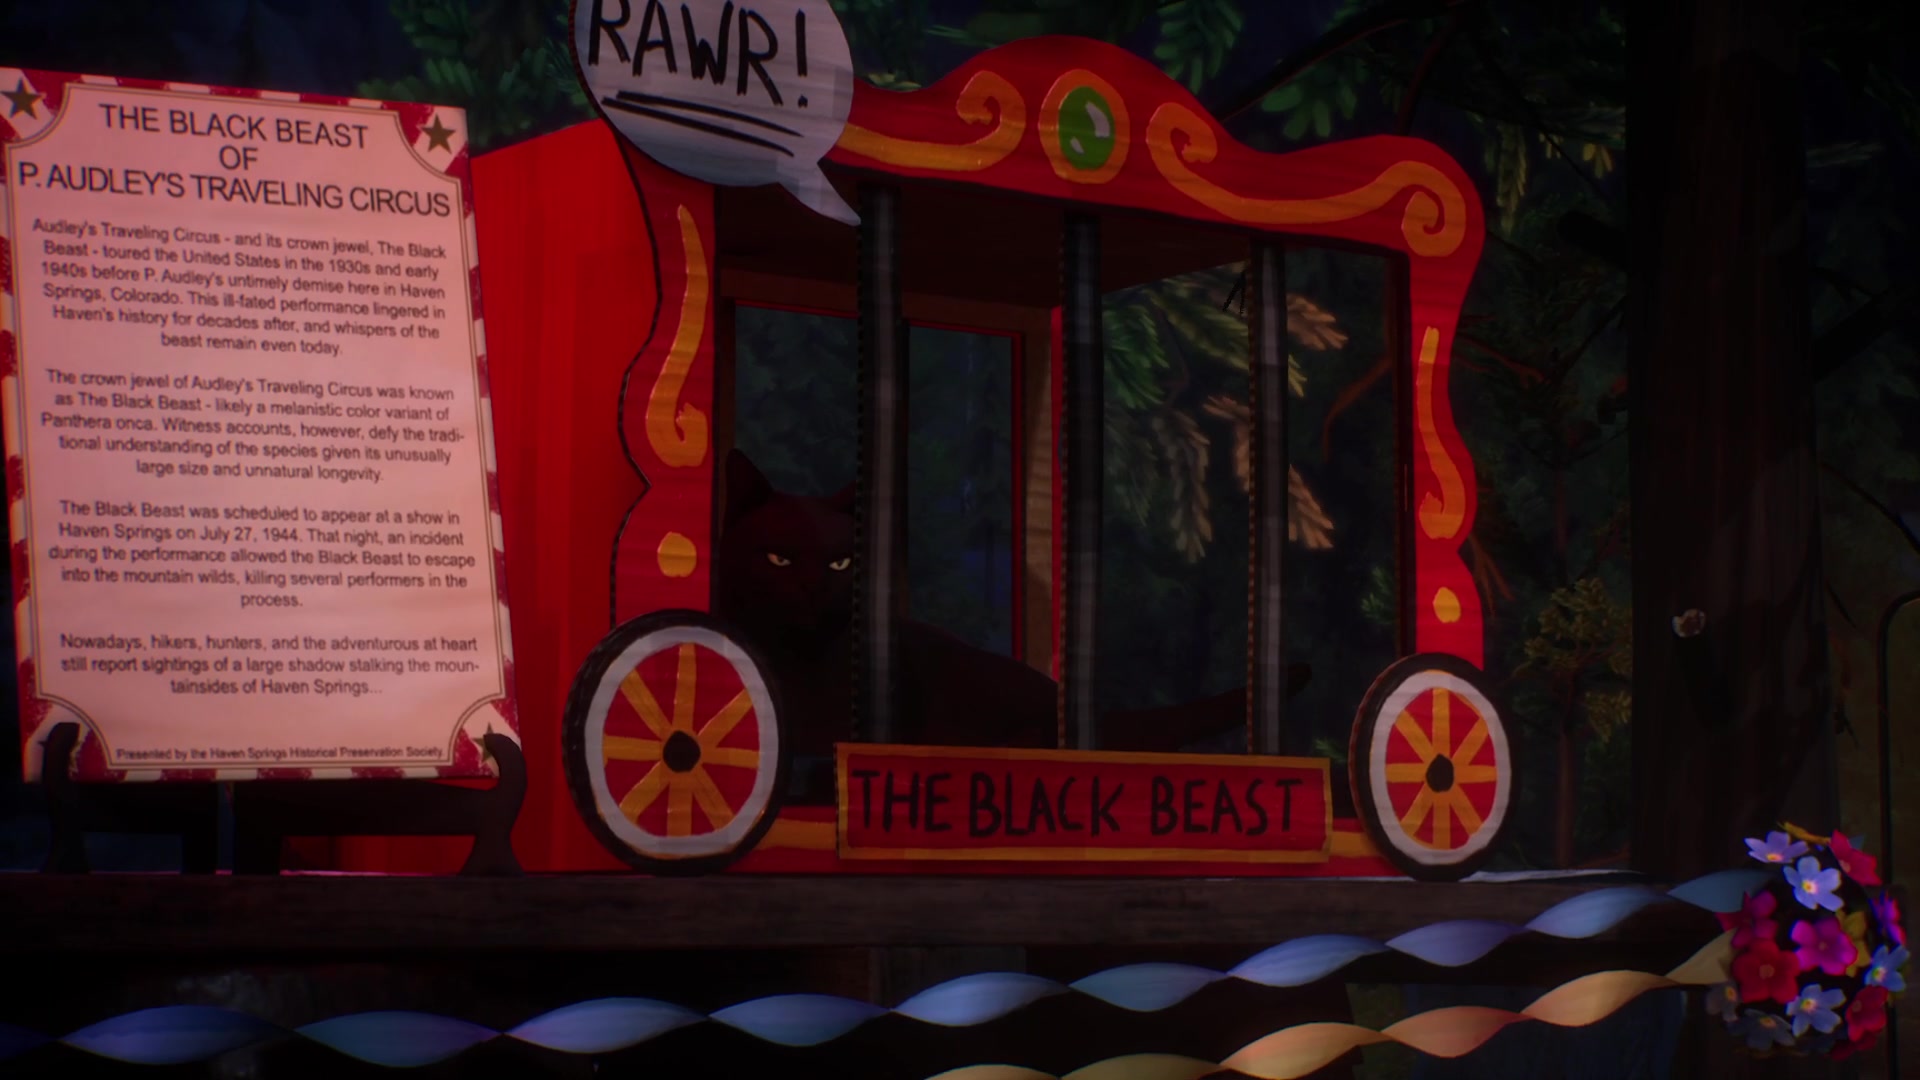 THE BLACK BEAST
OF
P. AUDLEY'S TRAVELING CIRCUS
Audley's Traveling Circus - and its crown jewel, The Black
Beast - toured the United States in the 1930s and early
1940s before P. Audley's untimely demise here in Haven
Springs, Colorado. This ill-fated performance lingered in
Haven's history for decades after, and whispers of the
beast remain even today.
The crown jewel of Audley's Traveling Circus was known
as The Black Beast - likely a melanistic color variant of
Panthera onca. Witness accounts, however, defy the tradi-
tional understanding of the species given its unusually
large size and unnatural longevity.
The Black Beast was scheduled to appear at a show in
Haven Springs on July 27, 1944. That night, an incident
during the performance allowed the Black Beast to escape
into the mountain wilds, killing several performers in the
process.
Nowadays, hikers, hunters, and the adventurous at heart
still report sightings of a large shadow stalking the moun-
tainsides of Haven Springs...
Presented by the Haven Springs Historical Preservation Society.
RAWR!
THE BLACK BEAST